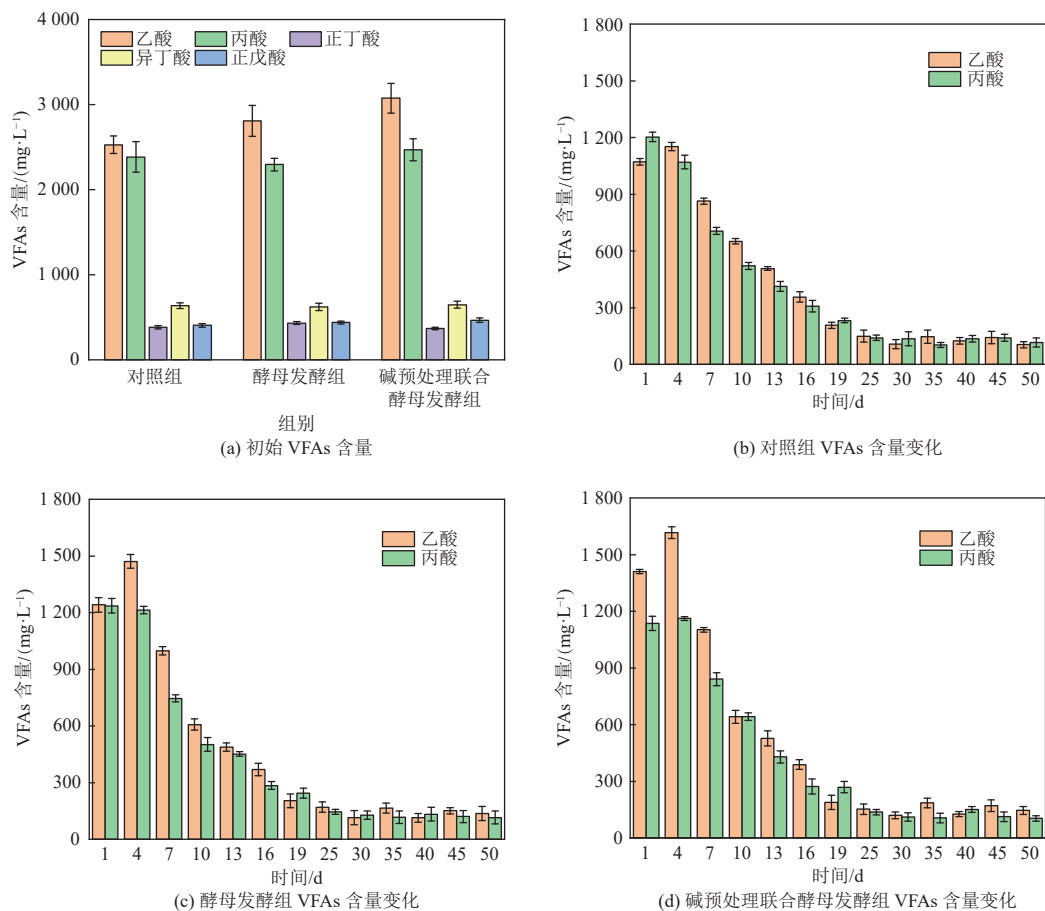 4 000
3 000
2 000
1 000
0
VFAs 含量/(mg·L⁻¹)
乙酸 丙酸 正丁酸
异丁酸 正戊酸
对照组 酵母发酵组 碱预处理联合
酵母发酵组
组别
(a) 初始 VFAs 含量
1 800
1 500
1 200
900
600
300
0
VFAs 含量/(mg·L⁻¹)
乙酸
丙酸
1 4 7 10 13 16 19 25 30 35 40 45 50
时间/d
(b) 对照组 VFAs 含量变化
1 800
1 500
1 200
900
600
300
0
VFAs 含量/(mg·L⁻¹)
乙酸
丙酸
1 4 7 10 13 16 19 25 30 35 40 45 50
时间/d
(c) 酵母发酵组 VFAs 含量变化
1 800
1 500
1 200
900
600
300
0
VFAs 含量/(mg·L⁻¹)
乙酸
丙酸
1 4 7 10 13 16 19 25 30 35 40 45 50
时间/d
(d) 碱预处理联合酵母发酵组 VFAs 含量变化